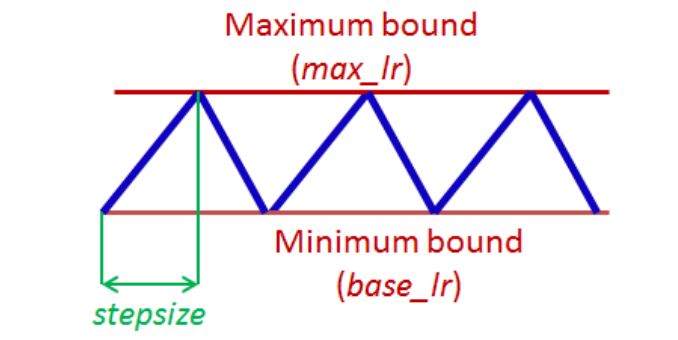 Maximum bound
(max_lr)
Minimum bound
(base_lr)
stepsize